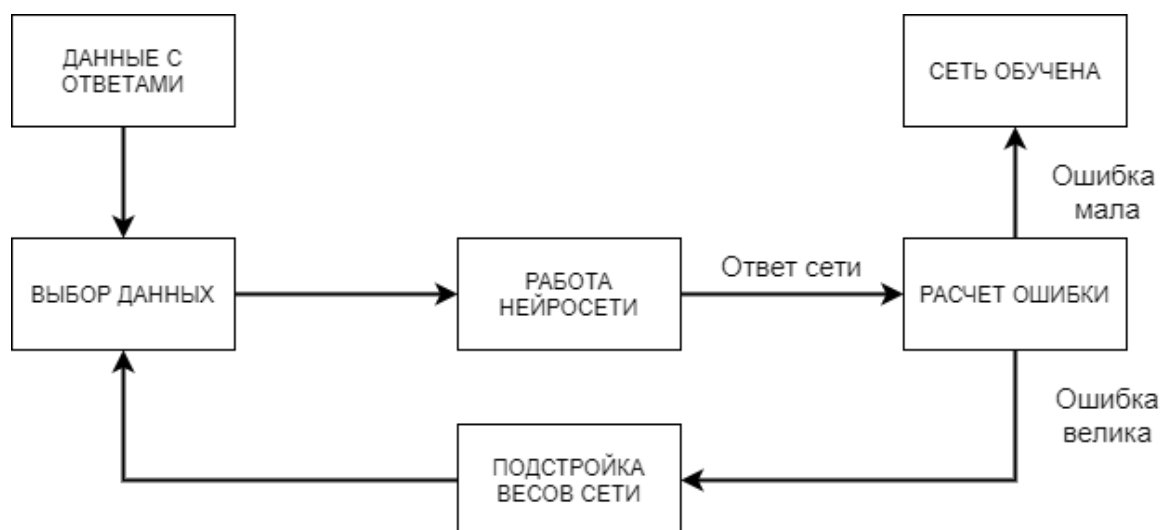 ДАННЫЕ С
ОТВЕТАМИ
СЕТЬ ОБУЧЕНА
Ошибка
мала
ВЫБОР ДАННЫХ
РАБОТА
НЕЙРОСЕТИ
Ответ сети
РАСЧЕТ ОШИБКИ
Ошибка
велика
ПОДСТРОЙКА
ВЕСОВ СЕТИ